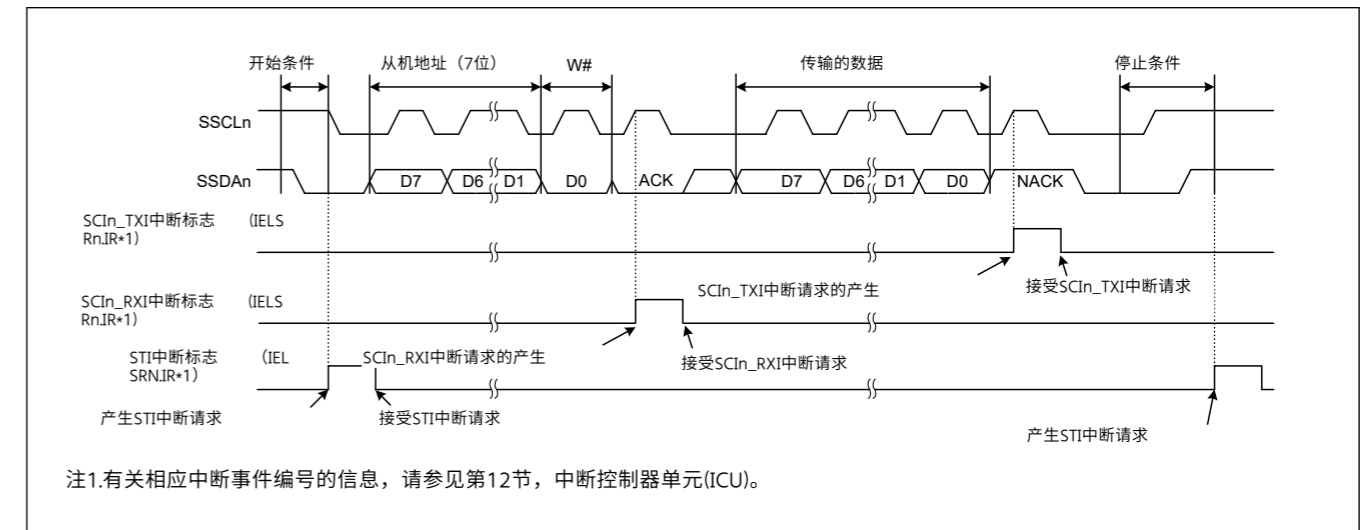 开始条件 从机地址（7位） W# 传输的数据 停止条件
SSCLn
SSDAn D7 D6 D1 D0 ACK D7 D6 D1 D0 NACK
SCIn_TXI中断标志 (IELS
Rn.IR*1)
SCIn_TXI中断请求的产生 接受SCIn_TXI中断请求
SCIn_RXI中断标志 (IELS
Rn.IR*1)
SCIn_RXI中断请求的产生 接受SCIn_RXI中断请求
STI中断标志 （IEL
SRN.IR*1）
产生STI中断请求 接受STI中断请求 产生STI中断请求
注1.有关相应中断事件编号的信息，请参见第12节，中断控制器单元(ICU)。